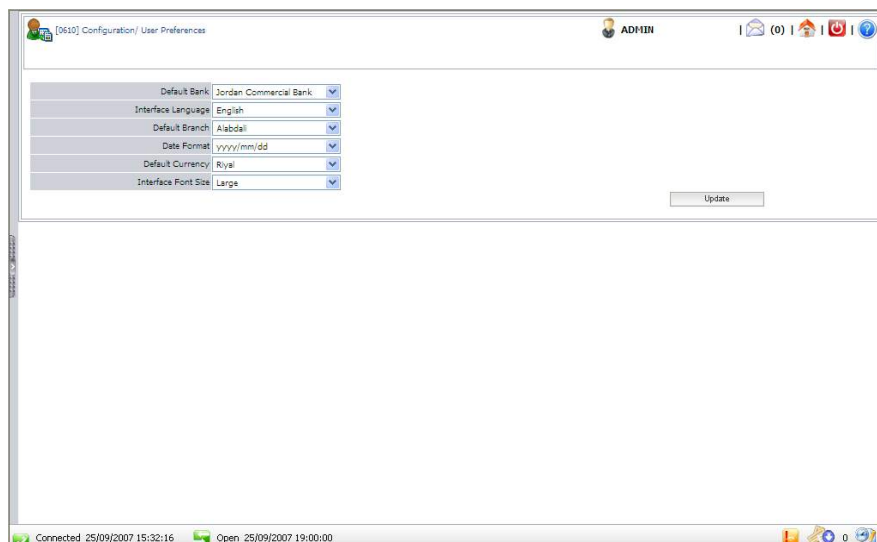 [0610] Configuration/ User Preferences
ADMIN | (0) | | |
Default Bank Jordan Commercial Bank
Interface Language English
Default Branch Alabdali
Date Format yyyy/mm/dd
Default Currency Riyal
Interface Font Size Large
Update
Connected 25/09/2007 15:32:16 Open 25/09/2007 19:00:00 0